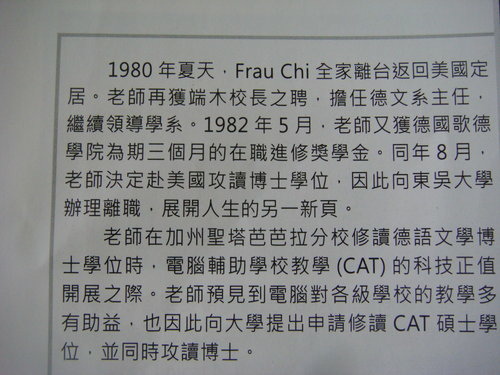 1980 年夏天，Frau Chi 全家離台返回美國定
居。老師再獲端木校長之聘，擔任德文系主任，
繼續領導學系。1982 年 5 月，老師又獲德國歌德
學院為期三個月的在職進修獎學金。同年 8 月，
老師決定赴美國攻讀博士學位，因此向東吳大學
辦理離職，展開人生的另一新頁。
老師在加州聖塔芭芭拉分校修讀德語文學博
士學位時，電腦輔助學校教學 (CAT) 的科技正值
開展之際。老師預見到電腦對各級學校的教學多
有助益，也因此向大學提出申請修讀 CAT 碩士學
位，並同時攻讀博士。